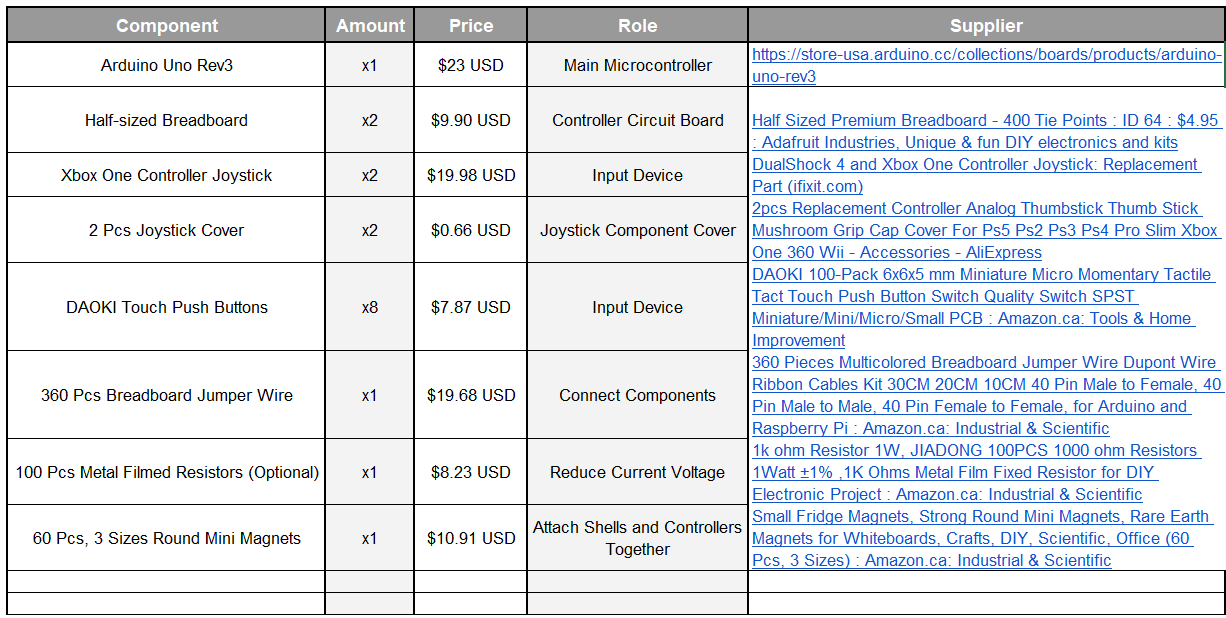 Component Amount Price Role Supplier
Arduino Uno Rev3 x1 $23 USD Main Microcontroller https://store-usa.arduino.cc/collections/boards/products/arduino-
uno-rev3
Half-sized Breadboard x2 $9.90 USD Controller Circuit Board Half Sized Premium Breadboard - 400 Tie Points : ID 64 : $4.95
: Adafruit Industries, Unique & fun DIY electronics and kits
Xbox One Controller Joystick x2 $19.98 USD Input Device DualShock 4 and Xbox One Controller Joystick: Replacement
Part (ifixit.com)
2 Pcs Joystick Cover x2 $0.66 USD Joystick Component Cover 2pcs Replacement Controller Analog Thumbstick Thumb Stick
Mushroom Grip Cap Cover For Ps5 Ps2 Ps3 Ps4 Pro Slim Xbox
One 360 Wii - Accessories - AliExpress
DAOKI Touch Push Buttons x8 $7.87 USD Input Device DAOKI 100-Pack 6x6x5 mm Miniature Micro Momentary Tactile
Tact Touch Push Button Switch Quality Switch SPST
Miniature/Mini/Micro/Small PCB : Amazon.ca: Tools & Home
Improvement
360 Pcs Breadboard Jumper Wire x1 $19.68 USD Connect Components 360 Pieces Multicolored Breadboard Jumper Wire Dupont Wire
Ribbon Cables Kit 30CM 20CM 10CM 40 Pin Male to Female, 40
Pin Male to Male, 40 Pin Female to Female, for Arduino and
Raspberry Pi : Amazon.ca: Industrial & Scientific
100 Pcs Metal Filmed Resistors (Optional) x1 $8.23 USD Reduce Current Voltage 1k ohm Resistor 1W, JIADONG 100PCS 1000 ohm Resistors
1Watt ±1% ,1K Ohms Metal Film Fixed Resistor for DIY
Electronic Project : Amazon.ca: Industrial & Scientific
60 Pcs, 3 Sizes Round Mini Magnets x1 $10.91 USD Attach Shells and Controllers
Together Small Fridge Magnets, Strong Round Mini Magnets, Rare Earth
Magnets for Whiteboards, Crafts, DIY, Scientific, Office (60
Pcs, 3 Sizes) : Amazon.ca: Industrial & Scientific